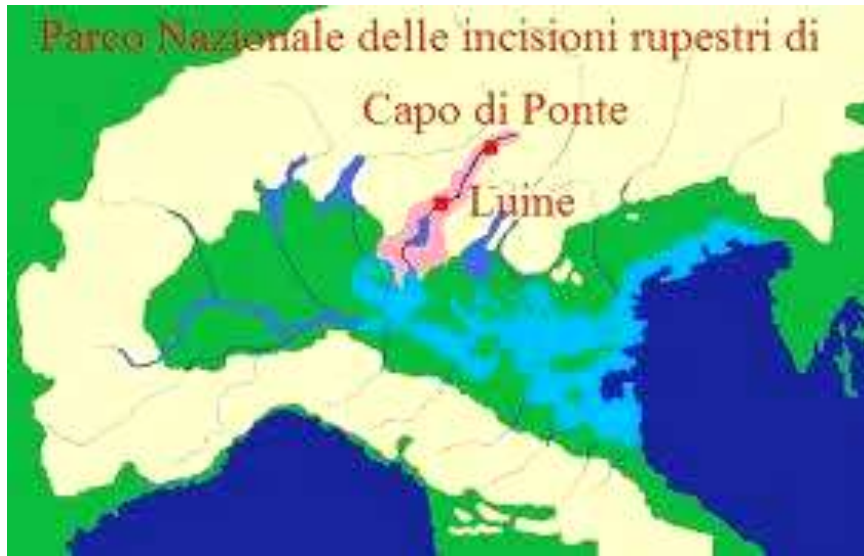 Parco Nazionale delle incisioni rupestri di
Capo di Ponte
Luine